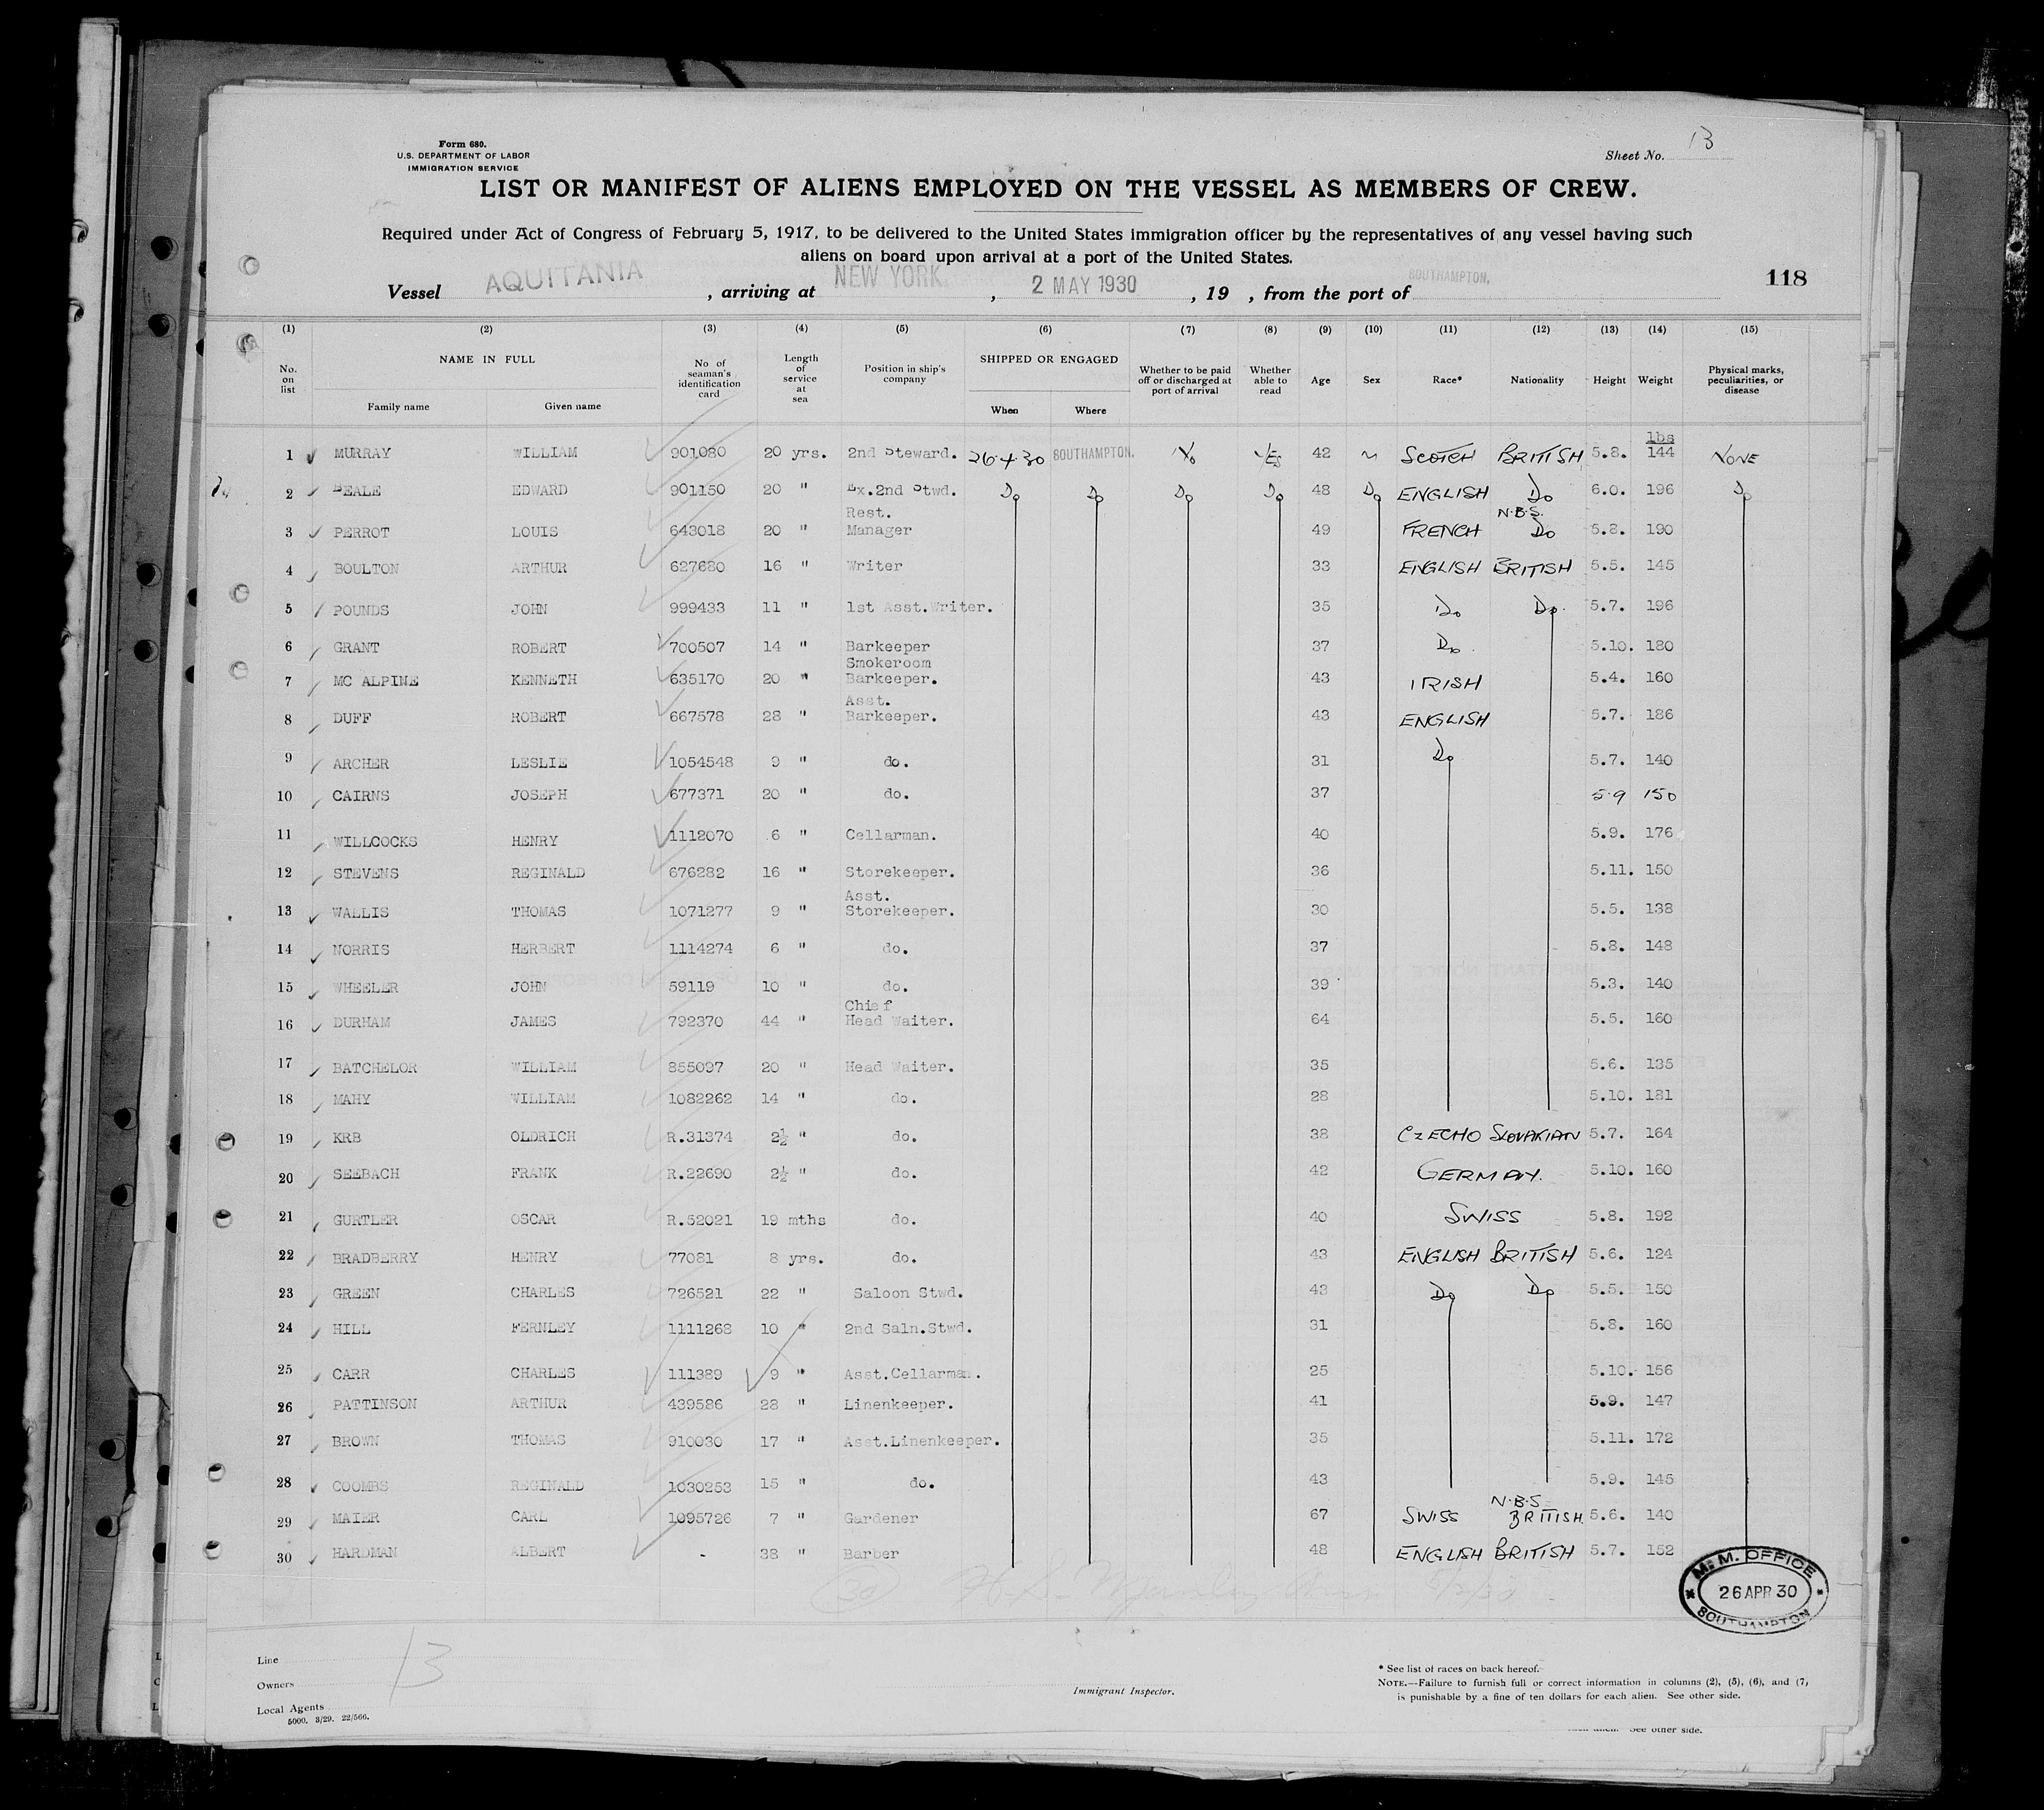 Form 680.
U.S. DEPARTMENT OF LABOR
IMMIGRATION SERVICE
Sheet No. 13
LIST OR MANIFEST OF ALIENS EMPLOYED ON THE VESSEL AS MEMBERS OF CREW.
Required under Act of Congress of February 5, 1917, to be delivered to the United States immigration officer by the representatives of any vessel having such
aliens on board upon arrival at a port of the United States.
Vessel AQUITANIA, arriving at NEW YORK, 2 MAY 1930, 19 , from the port of SOUTHAMPTON,
118
(1) (2) (3) (4) (5) (6) (7) (8) (9) (10) (11) (12) (13) (14) (15)
No. on list NAME IN FULL Family name Given name No of seaman's identification card Length of service at sea Position in ship's company SHIPPED OR ENGAGED When Where Whether to be paid off or discharged at port of arrival Whether able to read Age Sex Race* Nationality Height Weight Physical marks, peculiarities, or disease
lbs
1 MURRAY WILLIAM 901080 20 yrs. 2nd Steward. 26.4.30 SOUTHAMPTON. No YES 42 M SCOTCH BRITISH 5.8. 144 NONE
2 BEALE EDWARD 901150 20 " Ex.2nd Stwd. Do Do Do Do 48 Do ENGLISH Do 6.0. 196 Do
3 PERROT LOUIS 643018 20 " Rest. Manager 49 FRENCH N.B.S. Do 5.8. 190
4 BOULTON ARTHUR 627680 16 " Writer 33 ENGLISH BRITISH 5.5. 145
5 POUNDS JOHN 999433 11 " 1st Asst.Writer. 35 Do Do. 5.7. 196
6 GRANT ROBERT 700507 14 " Barkeeper 37 Do. 5.10. 180
7 MC ALPINE KENNETH 635170 20 " Smokeroom Barkeeper. 43 IRISH 5.4. 160
8 DUFF ROBERT 667578 28 " Asst. Barkeeper. 43 ENGLISH 5.7. 186
9 ARCHER LESLIE 1054548 9 " do. 31 Do 5.7. 140
10 CAIRNS JOSEPH 677371 20 " do. 37 5.9 150
11 WILLCOCKS HENRY 1112070 6 " Cellarman. 40 5.9. 176
12 STEVENS REGINALD 676282 16 " Storekeeper. 36 5.11. 150
13 WALLIS THOMAS 1071277 9 " Asst. Storekeeper. 30 5.5. 138
14 NORRIS HERBERT 1114274 6 " do. 37 5.8. 148
15 WHEELER JOHN 59119 10 " do. 39 5.3. 140
16 DURHAM JAMES 792370 44 " Chief Head Waiter. 64 5.5. 160
17 BATCHELOR WILLIAM 855097 20 " Head Waiter. 35 5.6. 135
18 MAHY WILLIAM 1082262 14 " do. 28 5.10. 181
19 KRB OLDRICH R.31374 2½ " do. 38 CZECHO SLOVAKIAN 5.7. 164
20 SEEBACH FRANK R.22690 2½ " do. 42 GERMANY. 5.10. 160
21 GURTLER OSCAR R.52021 19 mths do. 40 SWISS 5.8. 192
22 BRADBERRY HENRY 77081 8 yrs. do. 43 ENGLISH BRITISH 5.6. 124
23 GREEN CHARLES 726521 22 " Saloon Stwd. 43 Do Do 5.5. 150
24 HILL FERNLEY 1111268 10 " 2nd Saln.Stwd. 31 5.8. 160
25 CARR CHARLES 111389 9 " Asst.Cellarman. 25 5.10. 156
26 PATTINSON ARTHUR 439586 28 " Linenkeeper. 41 5.9. 147
27 BROWN THOMAS 910030 17 " Asst.Linenkeeper. 35 5.11. 172
28 COOMBS REGINALD 1030253 15 " do. 43 5.9. 145
29 MAIER CARL 1095726 7 " Gardener 67 SWISS N.B.S BRITISH. 5.6. 140
30 HARDMAN ALBERT - 38 " Barber 48 ENGLISH BRITISH 5.7. 152
30
M.M. OFFICE
26 APR 30
SOUTHAMPTON
13
Line
Owners
Local Agents
5000. 3/29. 22/566.
Immigrant Inspector.
* See list of races on back hereof.
NOTE.—Failure to furnish full or correct information in columns (2), (5), (6), and (7)
is punishable by a fine of ten dollars for each alien. See other side.
See other side.